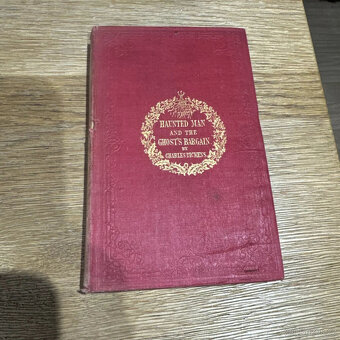 HAUNTED MAN
AND THE
GHOST'S BARGAIN
BY
CHARLES DICKENS.